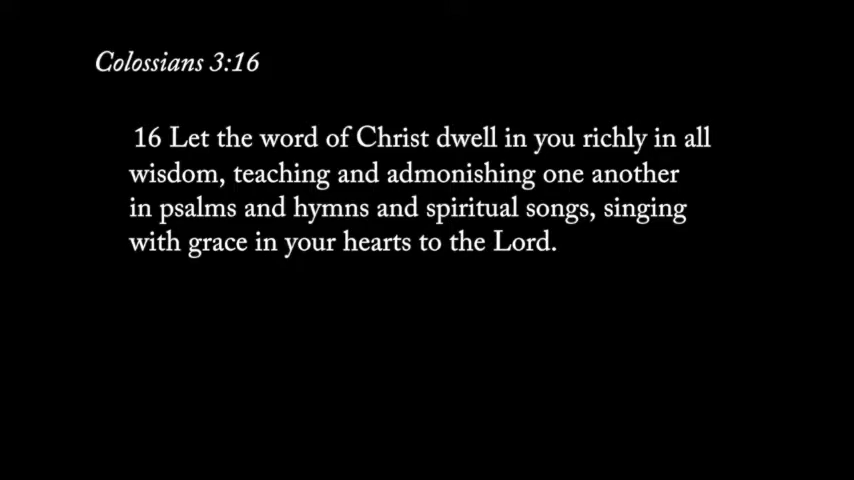 Colossians 3:16
16 Let the word of Christ dwell in you richly in all
wisdom, teaching and admonishing one another
in psalms and hymns and spiritual songs, singing
with grace in your hearts to the Lord.